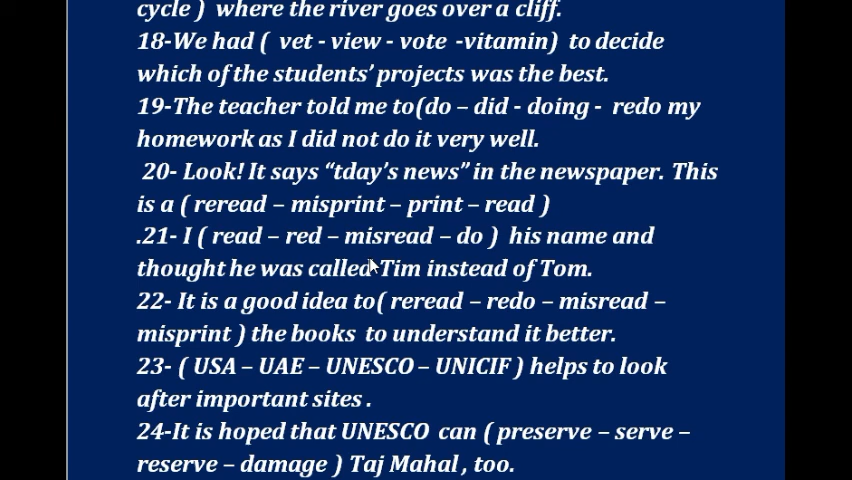 cycle ) where the river goes over a cliff.
18-We had ( vet - view - vote -vitamin) to decide
which of the students' projects was the best.
19-The teacher told me to(do – did - doing - redo my
homework as I did not do it very well.
20- Look! It says “tday's news” in the newspaper. This
is a ( reread – misprint – print – read )
.21- I ( read – red – misread – do ) his name and
thought he was called Tim instead of Tom.
22- It is a good idea to( reread – redo – misread –
misprint ) the books to understand it better.
23- ( USA – UAE – UNESCO – UNICIF ) helps to look
after important sites .
24-It is hoped that UNESCO can ( preserve – serve –
reserve – damage ) Taj Mahal , too.